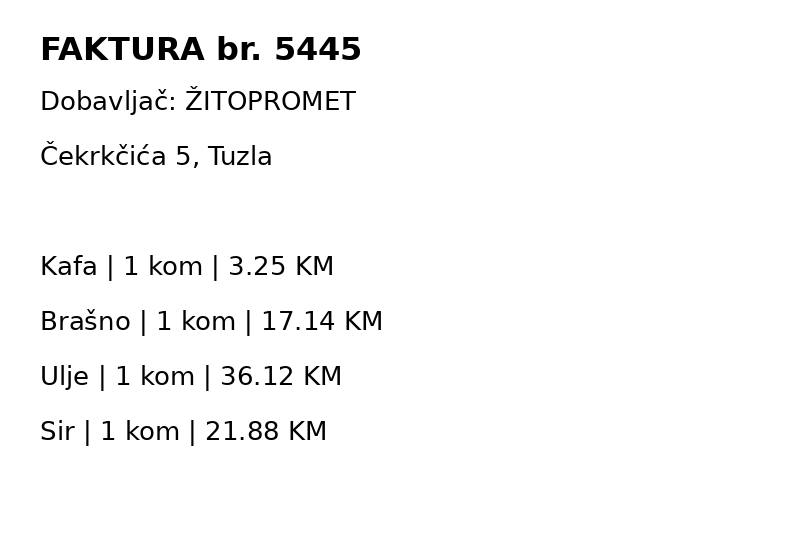 FAKTURA br. 5445
Dobavljač: ŽITOPROMET
Čekrkčića 5, Tuzla
Kafa | 1 kom | 3.25 KM
Brašno | 1 kom | 17.14 KM
Ulje | 1 kom | 36.12 KM
Sir | 1 kom | 21.88 KM